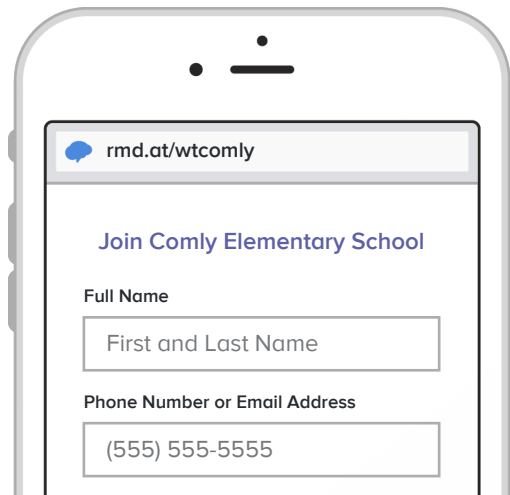 rmd.at/wtcomly
Join Comly Elementary School
Full Name
First and Last Name
Phone Number or Email Address
(555) 555-5555